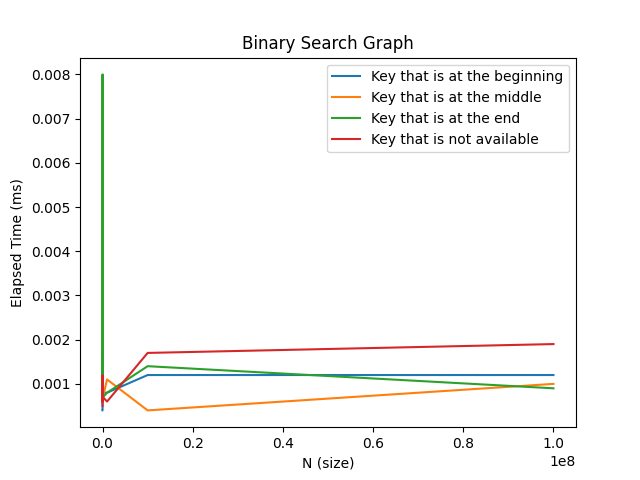 Binary Search Graph
Key that is at the beginning
Key that is at the middle
Key that is at the end
Key that is not available
Elapsed Time (ms)
0.008
0.007
0.006
0.005
0.004
0.003
0.002
0.001
0.0 0.2 0.4 0.6 0.8 1.0
1e8
N (size)